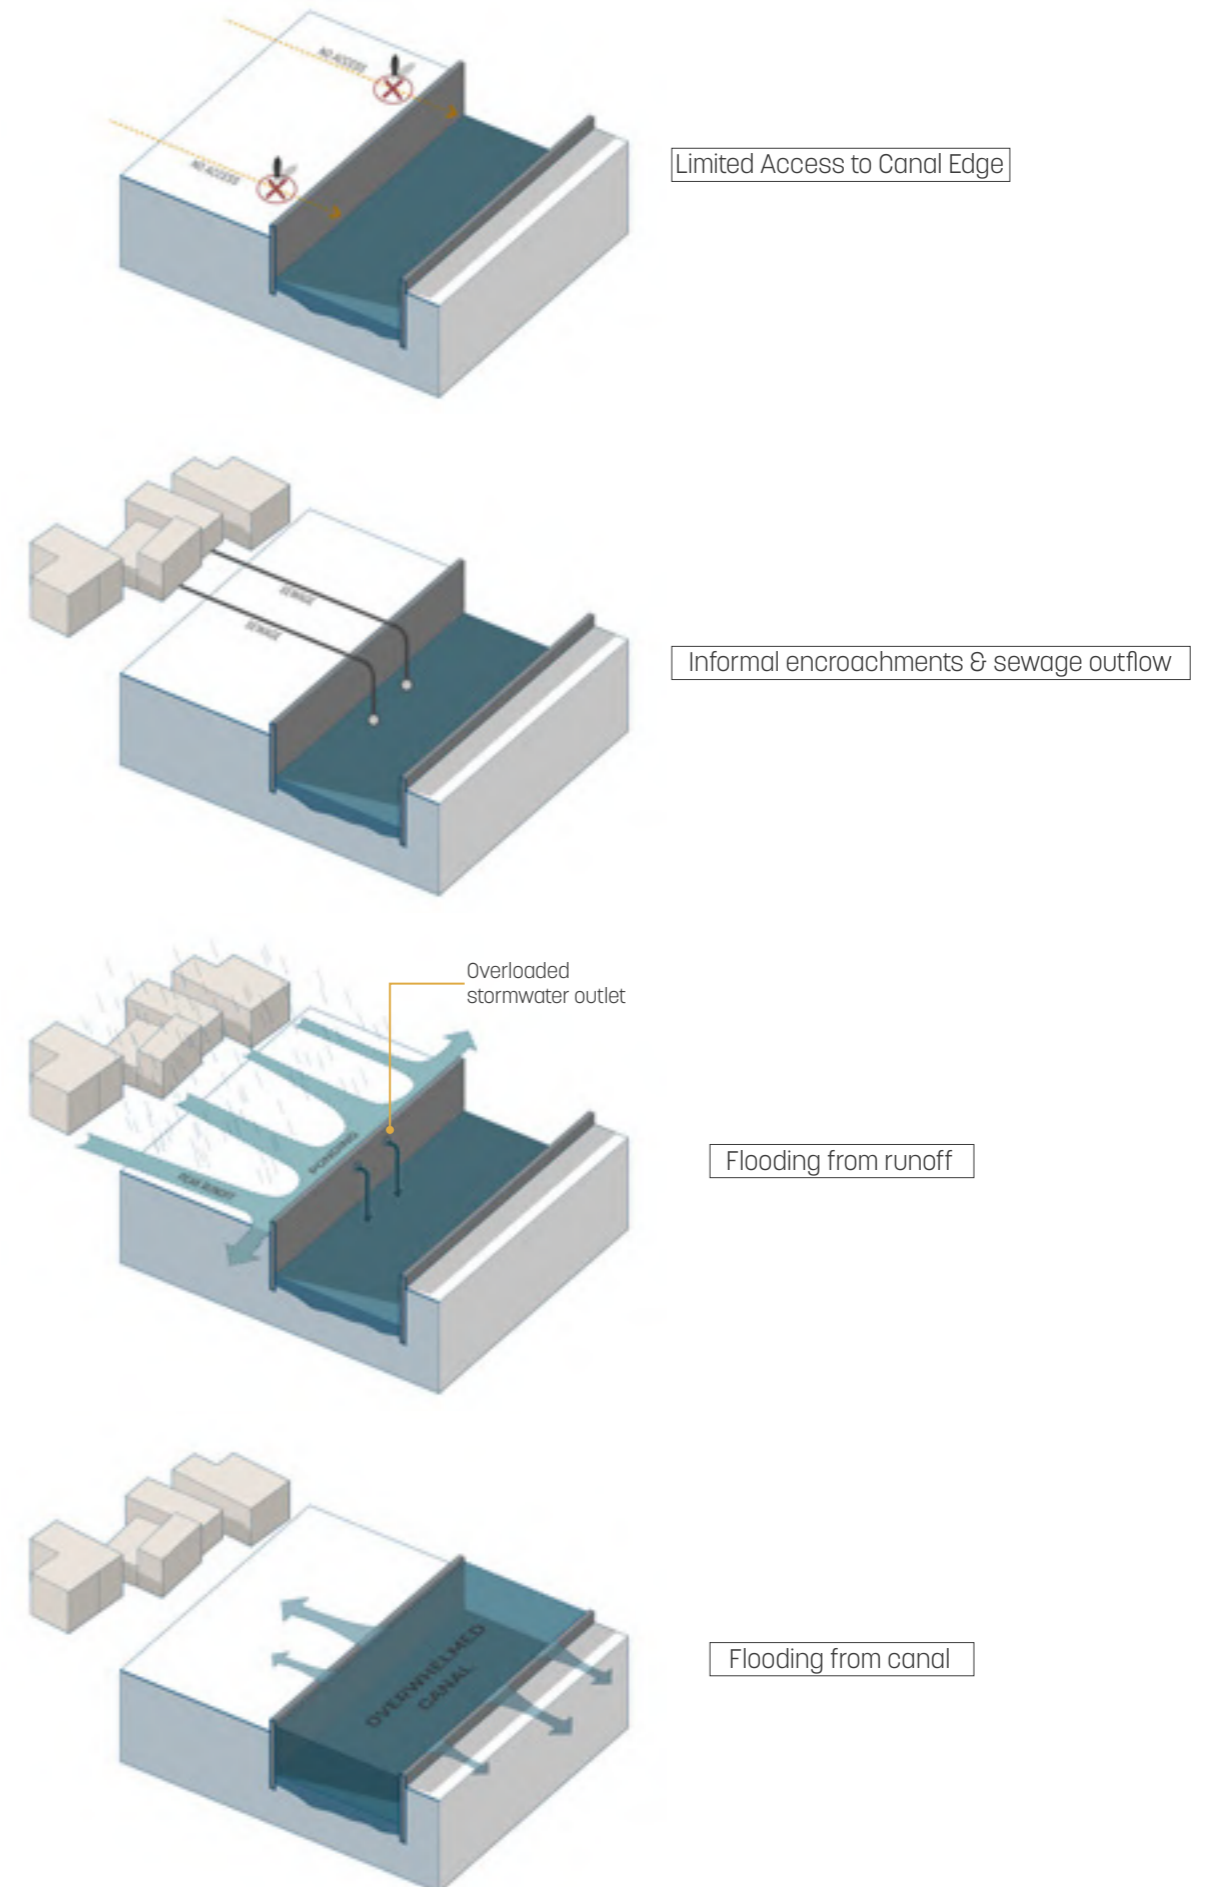 NO ACCESS
NO ACCESS
Limited Access to Canal Edge
SEWAGE
SEWAGE
Informal encroachments & sewage outflow
Overloaded
stormwater outlet
PONDING
RUNOFF
Flooding from runoff
OVERWHELMED
CANAL
Flooding from canal